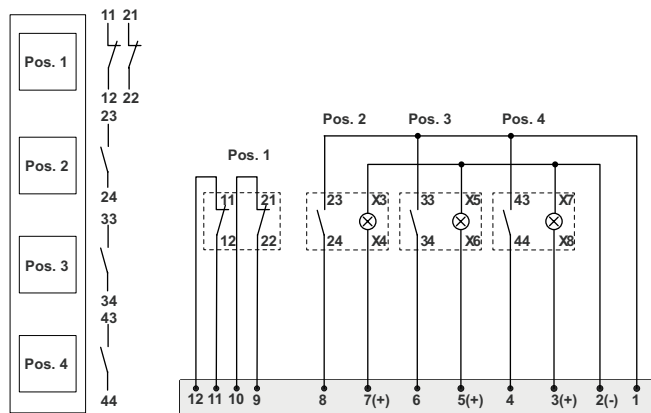 11 21
Pos. 1
12 22
23
Pos. 2
24
33
Pos. 3
34
43
Pos. 4
44
Pos. 2 Pos. 3 Pos. 4
Pos. 1
11 21 23 X3 33 X5 43 X7
12 22 24 X4 34 X6 44 X8
12 11 10 9 8 7(+) 6 5(+) 4 3(+) 2(-) 1